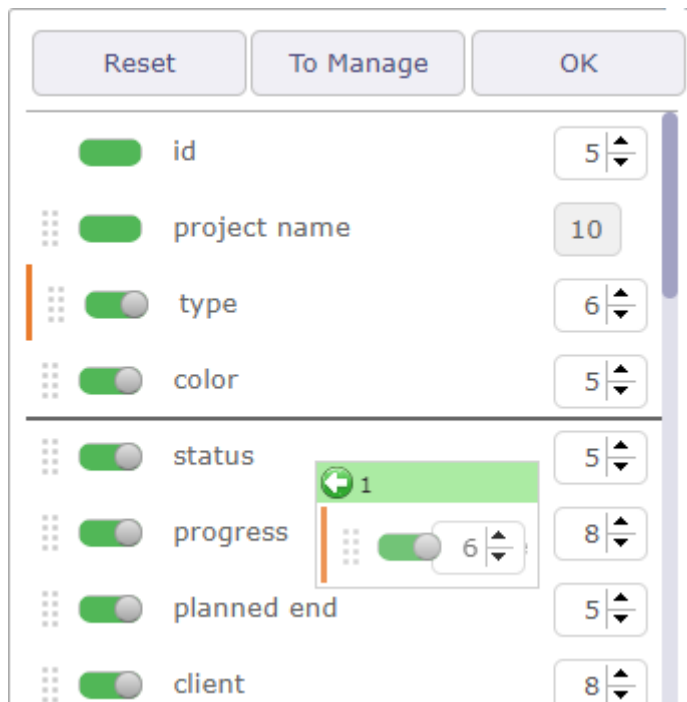 Reset To Manage OK
id 5
project name 10
type 6
color 5
status 5
1
progress 8
6
planned end 5
client 8